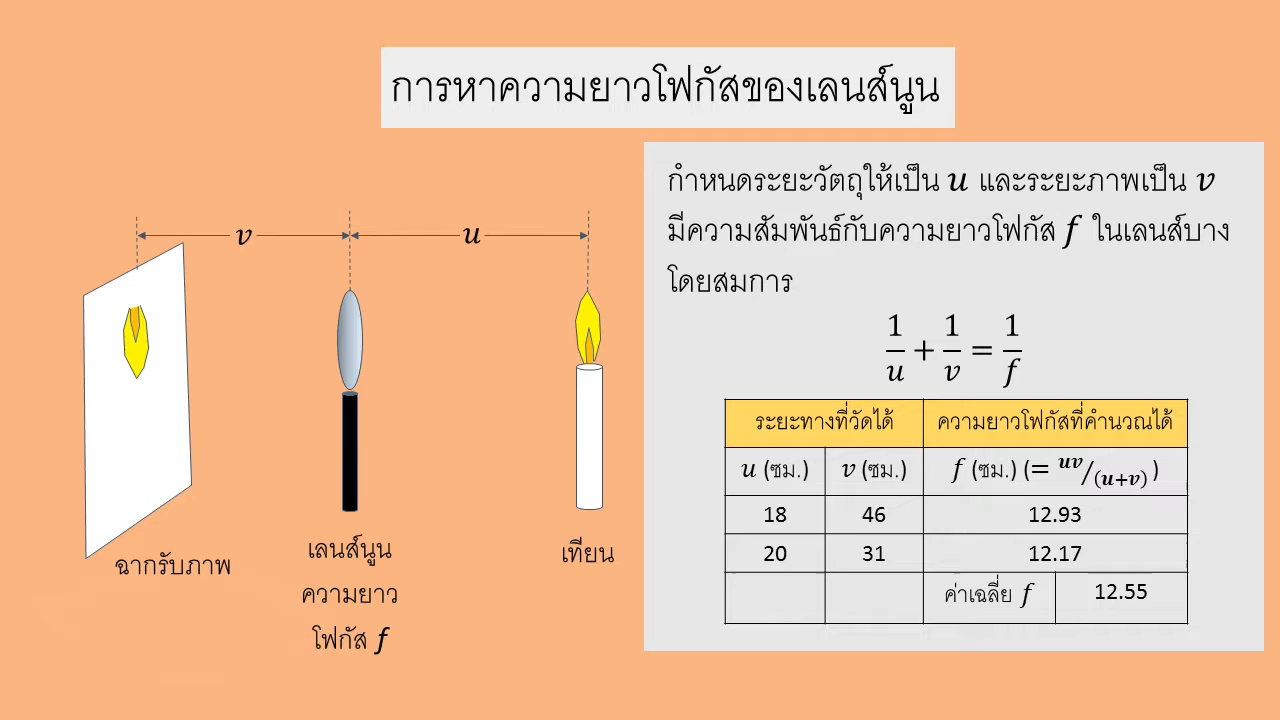 การหาความยาวโฟกัสของเลนส์นูน
กำหนดระยะวัตถุให้เป็น u และระยะภาพเป็น v
มีความสัมพันธ์กับความยาวโฟกัส f ในเลนส์บาง
โดยสมการ
1/u + 1/v = 1/f
ระยะทางที่วัดได้ ความยาวโฟกัสที่คำนวณได้
u (ซม.) v (ซม.) f (ซม.) (= uv/(u+v) )
18 46 12.93
20 31 12.17
ค่าเฉลี่ย f 12.55
v u
ฉากรับภาพ
เลนส์นูน
ความยาว
โฟกัส f
เทียน